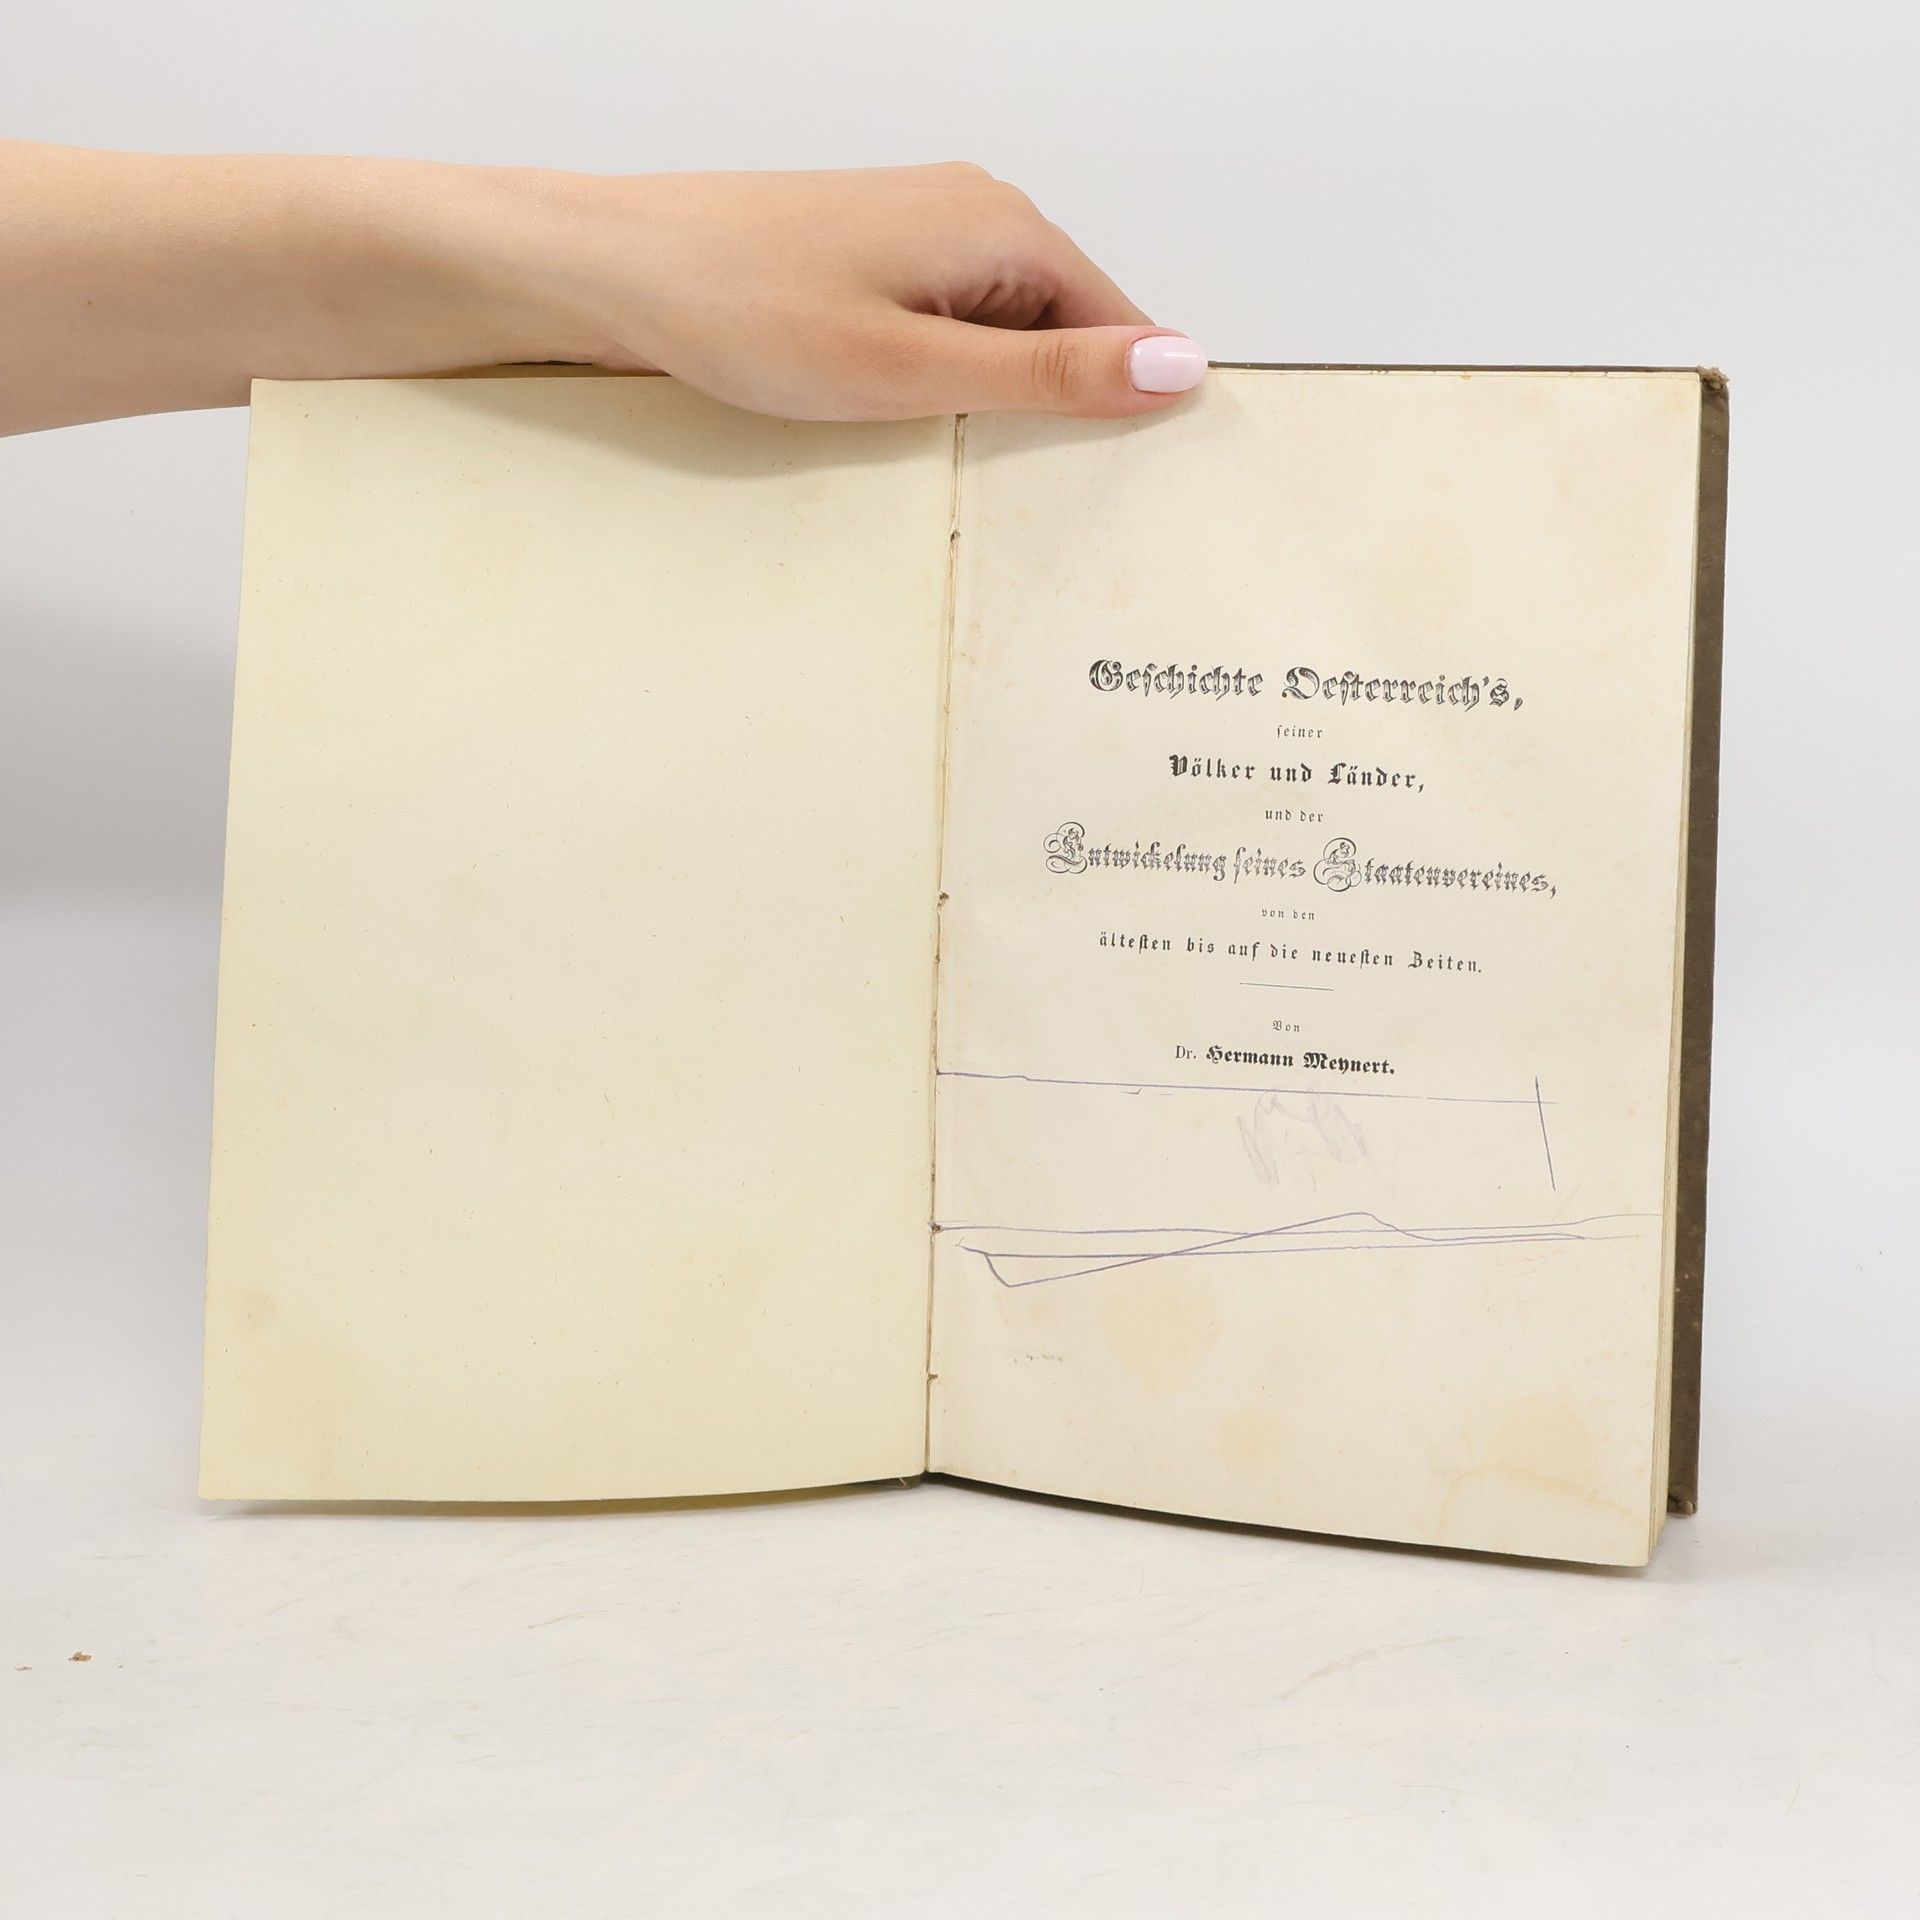 Geſchichte Oeſterreich's,
ſeiner
Völker und Länder,
und der
Entwickelung ſeines Staatenvereines,
von den
älteſten bis auf die neueſten Zeiten.
Von
Dr. Hermann Meynert.